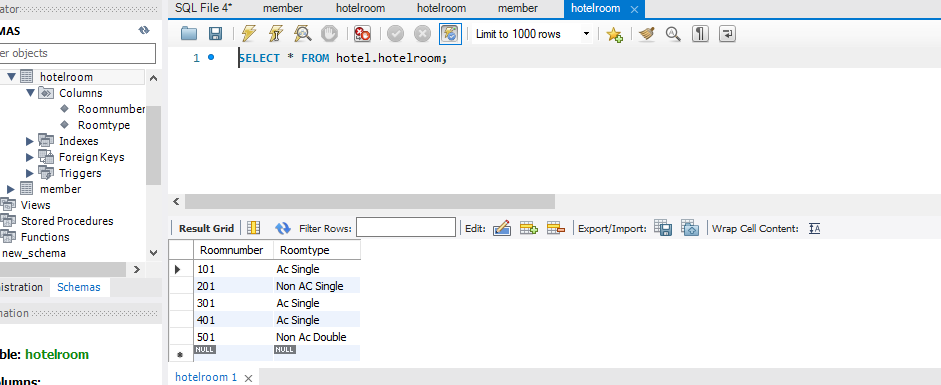 ator
MAS
er objects
hotelroom
Columns
Roomnumber
Roomtype
Indexes
Foreign Keys
Triggers
member
Views
Stored Procedures
Functions
new_schema
istration Schemas
mation
ble: hotelroom
olumns:
SQL File 4* member hotelroom hotelroom member hotelroom
Limit to 1000 rows
1 SELECT * FROM hotel.hotelroom;
Result Grid Filter Rows: Edit: Export/Import: Wrap Cell Content: IA
Roomnumber Roomtype
101 Ac Single
201 Non AC Single
301 Ac Single
401 Ac Single
501 Non Ac Double
NULL NULL
hotelroom 1